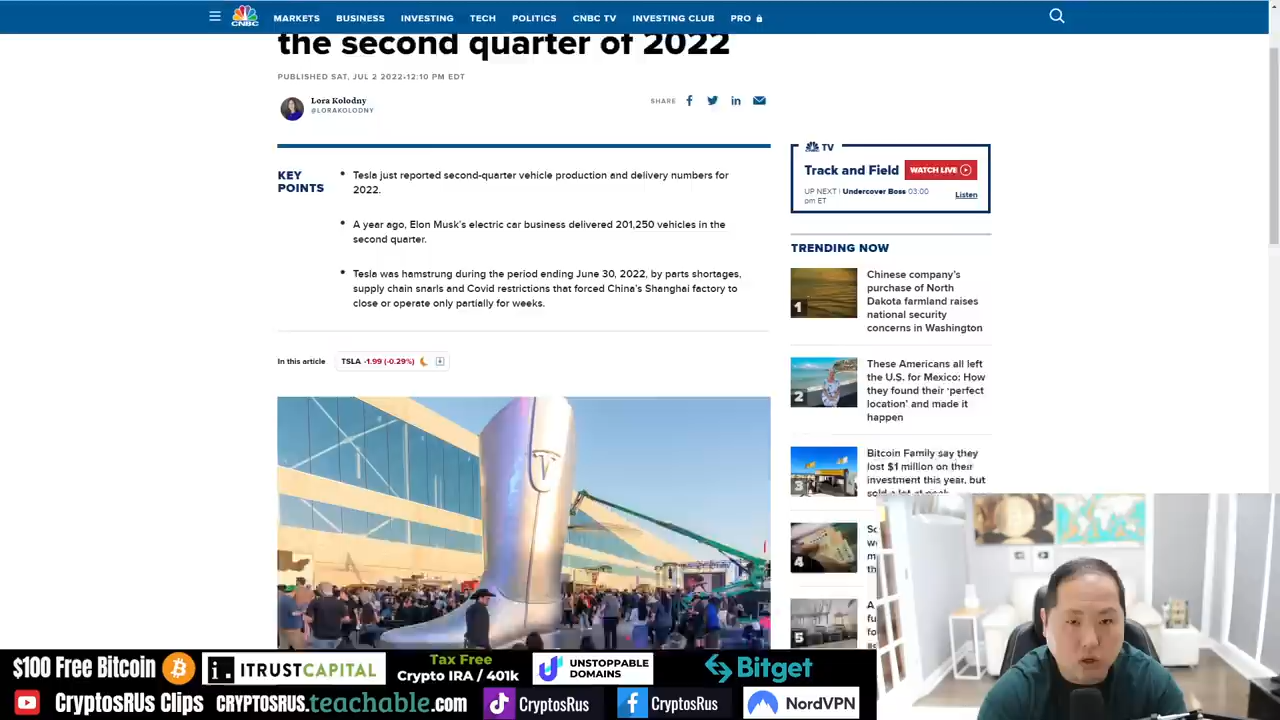 MARKETS BUSINESS INVESTING TECH POLITICS CNBC TV INVESTING CLUB PRO
CNBC
the second quarter of 2022
PUBLISHED SAT, JUL 2 2022•12:10 PM EDT
Lora Kolodny
@LORAKOLODNY
SHARE
KEY
POINTS
Tesla just reported second-quarter vehicle production and delivery numbers for
2022.
A year ago, Elon Musk's electric car business delivered 201,250 vehicles in the
second quarter.
Tesla was hamstrung during the period ending June 30, 2022, by parts shortages,
supply chain snarls and Covid restrictions that forced China's Shanghai factory to
close or operate only partially for weeks.
In this article
TSLA -1.99 (-0.29%)
TV
Track and Field
WATCH LIVE
UP NEXT | Undercover Boss 03:00
pm ET
Listen
TRENDING NOW
1
Chinese company's
purchase of North
Dakota farmland raises
national security
concerns in Washington
2
These Americans all left
the U.S. for Mexico: How
they found their 'perfect
location' and made it
happen
3
Bitcoin Family say they
lost $1 million on their
investment this year, but
4
5
$100 Free Bitcoin
i. ITRUSTCAPITAL
Tax Free
Crypto IRA / 401k
UNSTOPPABLE
DOMAINS
Bitget
CryptosRUs Clips
CRYPTOSRUS.teachable.com
CryptosRus
CryptosRus
NordVPN